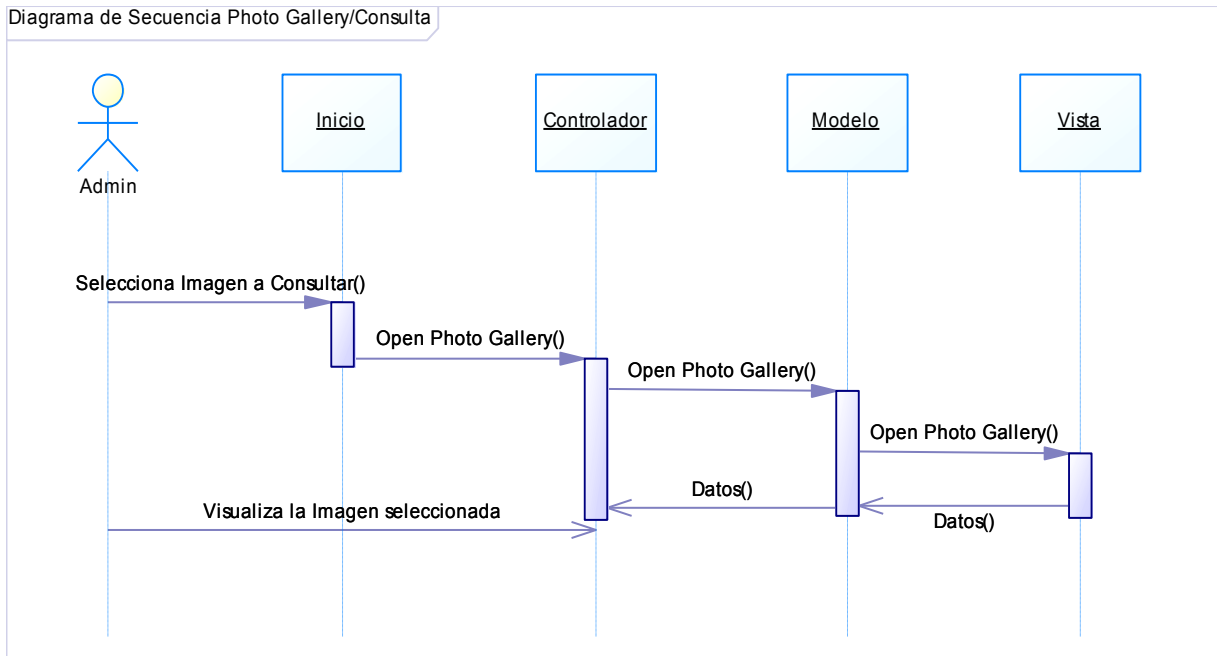 Diagrama de Secuencia Photo Gallery/Consulta
Admin
Inicio
Controlador
Modelo
Vista
Selecciona Imagen a Consultar()
Open Photo Gallery()
Open Photo Gallery()
Open Photo Gallery()
Datos()
Datos()
Visualiza la Imagen seleccionada